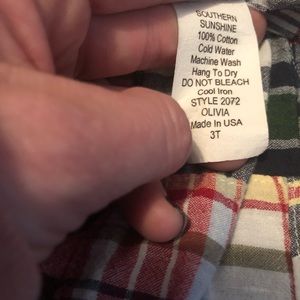 SOUTHERN
SUNSHINE
100% Cotton
Cold Water
Machine Wash
Hang To Dry
DO NOT BLEACH
Cool Iron
STYLE 2072
OLIVIA
Made In USA
3T